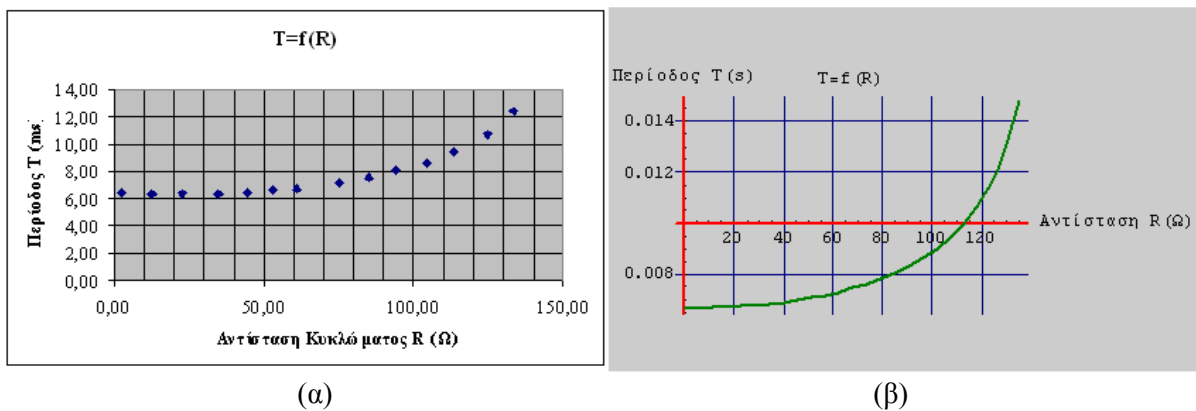 T=f(R)
Περίοδος Τ (ms)
14,00
12,00
10,00
8,00
6,00
4,00
2,00
0,00
0,00 50,00 100,00 150,00
Αντίσταση Κυκλώ ματος R (Ω)
(α)
Περίοδος Τ(s) T=f(R)
0.014
0.012
Αντίσταση R(Ω)
20 40 60 80 100 120
0.008
(β)